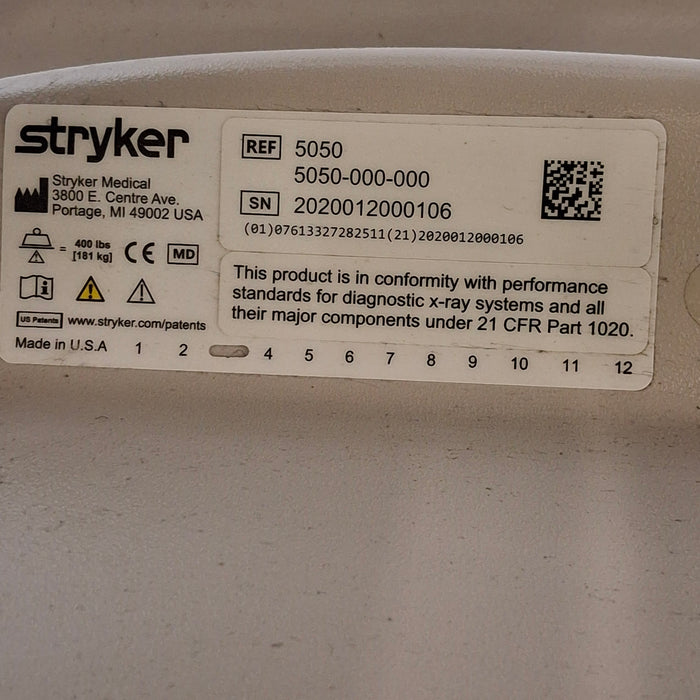 stryker
Stryker Medical
3800 E. Centre Ave.
Portage, MI 49002 USA
= 400 lbs
[181 kg]
CE
MD
US Patents www.stryker.com/patents
Made in U.S.A
REF 5050
5050-000-000
SN 2020012000106
(01)07613327282511(21)2020012000106
This product is in conformity with performance
standards for diagnostic x-ray systems and all
their major components under 21 CFR Part 1020.
1 2 4 5 6 7 8 9 10 11 12